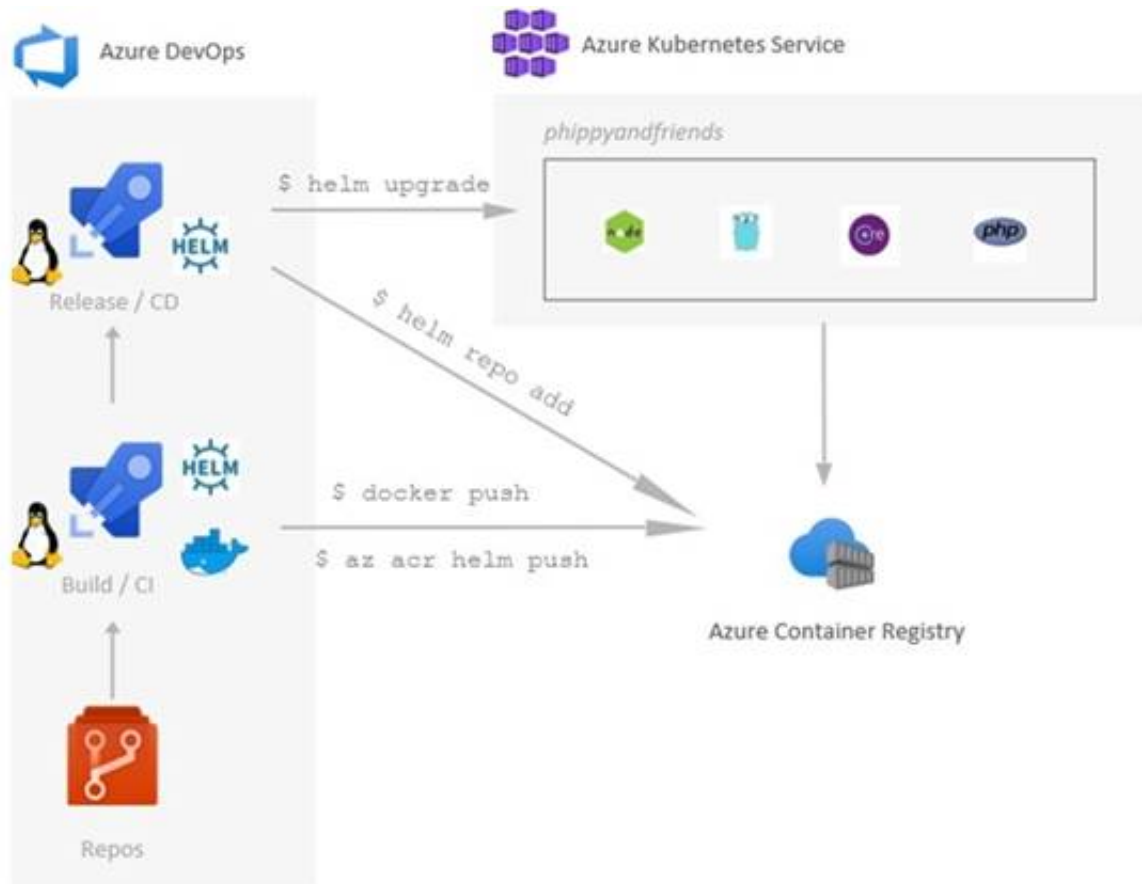 Azure DevOps
Azure Kubernetes Service
phippyandfriends
$ helm upgrade
node
php
HELM
Release / CD
$ helm repo add
HELM
$ docker push
$ az acr helm push
Build / CI
Azure Container Registry
Repos